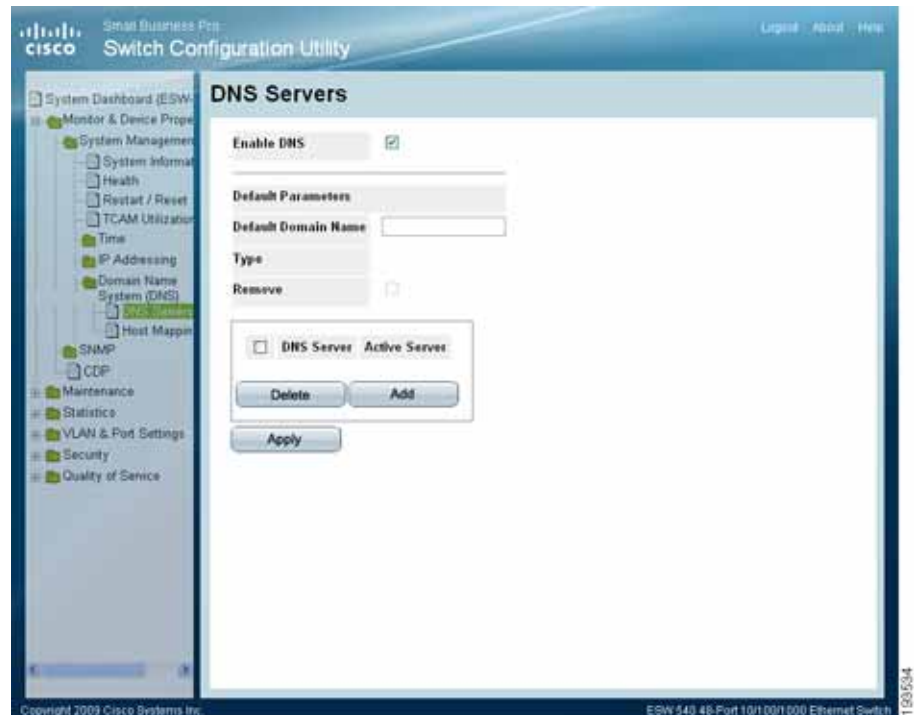 Small Business Pro
CISCO Switch Configuration Utility
Logout About Help
System Dashboard (ESW-
Monitor & Device Prope
System Managemen
System Informat
Health
Restart / Reset
TCAM Utilization
Time
IP Addressing
Domain Name
System (DNS)
DNS Servers
Host Mappin
SNMP
CDP
Maintenance
Statistics
VLAN & Port Settings
Security
Quality of Service
DNS Servers
Enable DNS
Default Parameters
Default Domain Name
Type
Remove
DNS Server Active Server
Delete Add
Apply
Copyright 2009 Cisco Systems Inc.
ESW 540 48-Port 10/100/1000 Ethernet Switch
193534